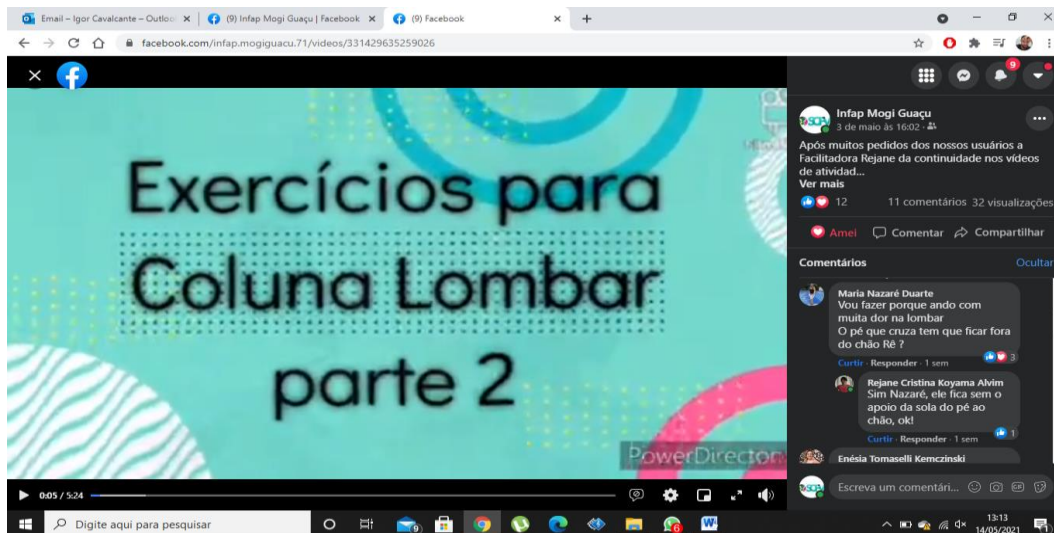 Email – Igor Cavalcante – Outloo
(9) Infap Mogi Guaçu | Facebook
(9) Facebook
facebook.com/infap.mogiguacu.71/videos/331429635259026
9
Infap Mogi Guaçu
3 de maio às 16:02
Após muitos pedidos dos nossos usuários a
Facilitadora Rejane da continuidade nos vídeos
de atividad...
Ver mais
12
11 comentários 32 visualizações
Amei
Comentar
Compartilhar
Comentários
Ocultar
Maria Nazaré Duarte
Vou fazer porque ando com
muita dor na lombar
O pé que cruza tem que ficar fora
do chão Rê ?
Curtir · Responder · 1 sem
3
Rejane Cristina Koyama Alvim
Sim Nazaré, ele fica sem o
apoio da sola do pé ao
chão, ok!
Curtir · Responder · 1 sem
1
Enésia Tomaselli Kemczinski
Escreva um comentári...
GIF
Exercícios para
Coluna Lombar
parte 2
PowerDirector
0:05 / 5:24
Digite aqui para pesquisar
13:13
14/05/2021